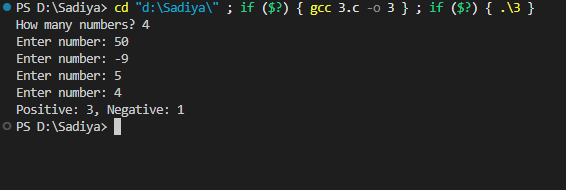 PS D:\Sadiya> cd "d:\Sadiya\" ; if ($?) { gcc 3.c -o 3 } ; if ($?) { .\3 }
How many numbers? 4
Enter number: 50
Enter number: -9
Enter number: 5
Enter number: 4
Positive: 3, Negative: 1
PS D:\Sadiya>